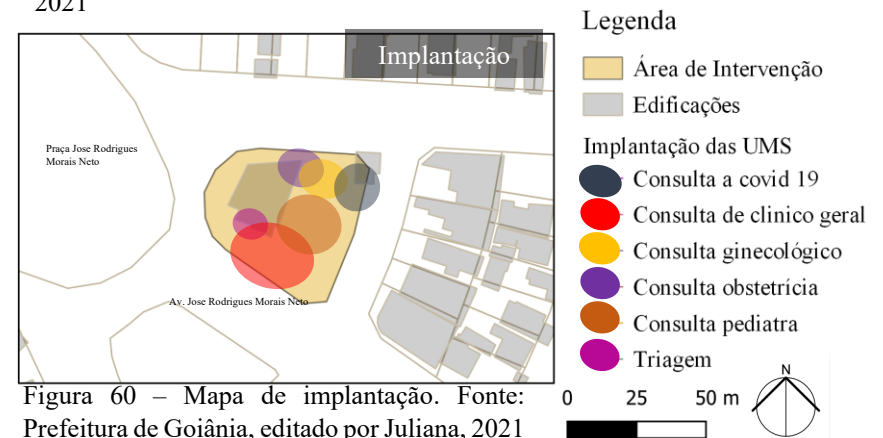 2021
Implantação
Praça Jose Rodrigues
Morais Neto
Av. Jose Rodrigues Morais Neto
Legenda
Área de Intervenção
Edificações
Implantação das UMS
Consulta a covid 19
Consulta de clinico geral
Consulta ginecológico
Consulta obstetrícia
Consulta pediatra
Triagem
0 25 50 m
N
Figura 60 – Mapa de implantação. Fonte:
Prefeitura de Goiânia, editado por Juliana, 2021